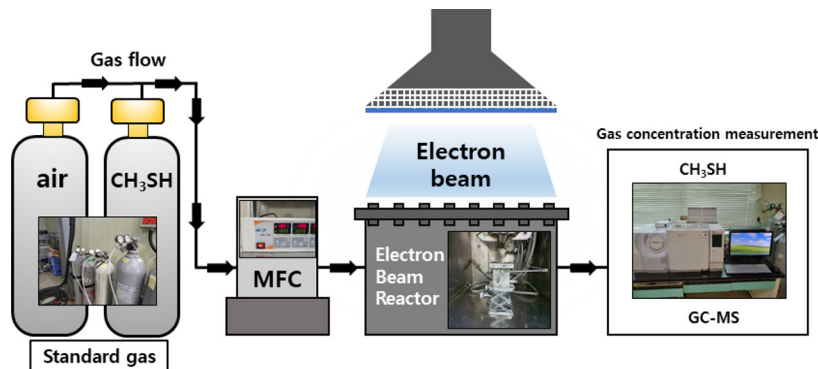 Gas flow
air
CH₃SH
Standard gas
MFC
Electron
beam
Electron
Beam
Reactor
Gas concentration measurement
CH₃SH
GC-MS